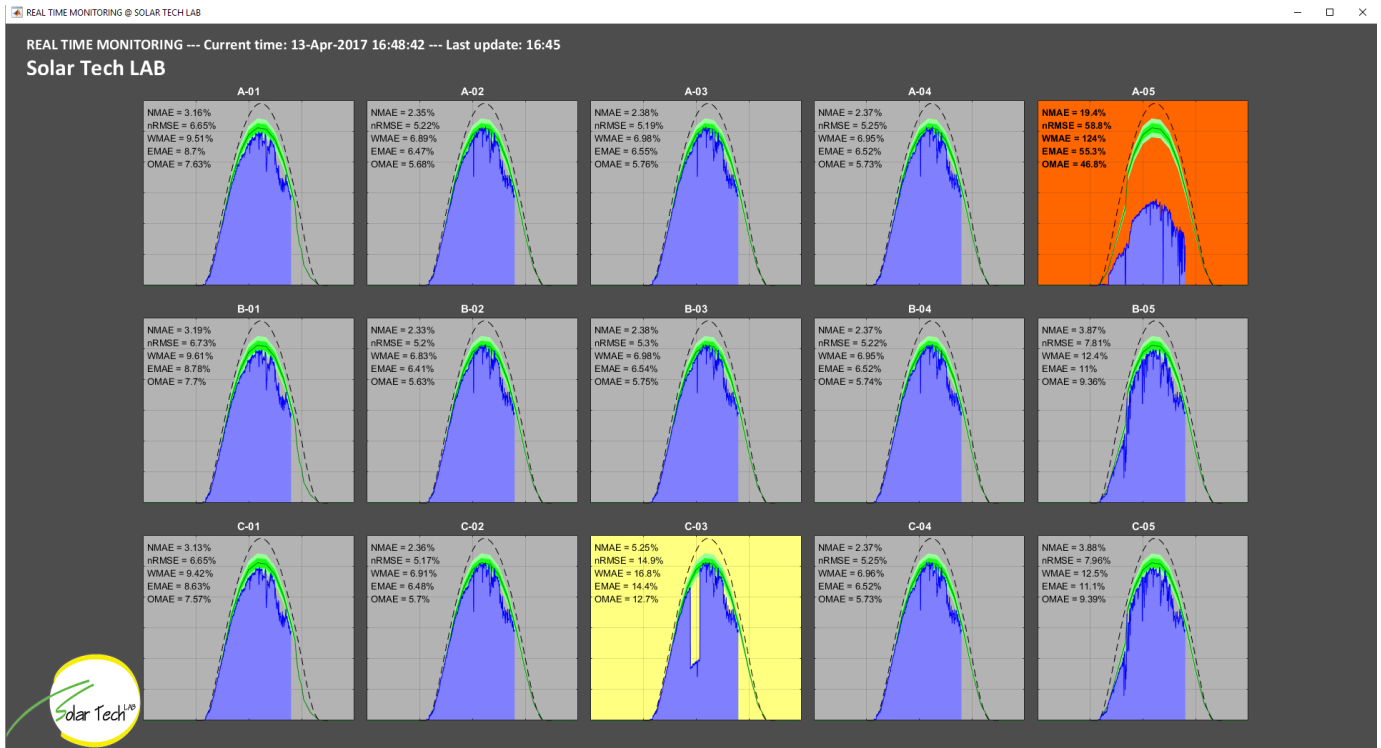 REAL TIME MONITORING @ SOLAR TECH LAB
REAL TIME MONITORING --- Current time: 13-Apr-2017 16:48:42 --- Last update: 16:45
Solar Tech LAB
A-01
NMAE = 3.16%
nRMSE = 6.65%
WMAE = 9.51%
EMAE = 8.7%
OMAE = 7.63%
A-02
NMAE = 2.35%
nRMSE = 5.22%
WMAE = 6.89%
EMAE = 6.47%
OMAE = 5.68%
A-03
NMAE = 2.38%
nRMSE = 5.19%
WMAE = 6.98%
EMAE = 6.55%
OMAE = 5.76%
A-04
NMAE = 2.37%
nRMSE = 5.25%
WMAE = 6.95%
EMAE = 6.52%
OMAE = 5.73%
A-05
NMAE = 19.4%
nRMSE = 58.8%
WMAE = 124%
EMAE = 55.3%
OMAE = 46.8%
B-01
NMAE = 3.19%
nRMSE = 6.73%
WMAE = 9.61%
EMAE = 8.78%
OMAE = 7.7%
B-02
NMAE = 2.33%
nRMSE = 5.2%
WMAE = 6.83%
EMAE = 6.41%
OMAE = 5.63%
B-03
NMAE = 2.38%
nRMSE = 5.3%
WMAE = 6.98%
EMAE = 6.54%
OMAE = 5.75%
B-04
NMAE = 2.37%
nRMSE = 5.22%
WMAE = 6.95%
EMAE = 6.52%
OMAE = 5.74%
B-05
NMAE = 3.87%
nRMSE = 7.81%
WMAE = 12.4%
EMAE = 11%
OMAE = 9.36%
C-01
NMAE = 3.13%
nRMSE = 6.65%
WMAE = 9.42%
EMAE = 8.63%
OMAE = 7.57%
C-02
NMAE = 2.36%
nRMSE = 5.17%
WMAE = 6.91%
EMAE = 6.48%
OMAE = 5.7%
C-03
NMAE = 5.25%
nRMSE = 14.9%
WMAE = 16.8%
EMAE = 14.4%
OMAE = 12.7%
C-04
NMAE = 2.37%
nRMSE = 5.25%
WMAE = 6.96%
EMAE = 6.52%
OMAE = 5.73%
C-05
NMAE = 3.88%
nRMSE = 7.96%
WMAE = 12.5%
EMAE = 11.1%
OMAE = 9.39%
Solar Tech LAB